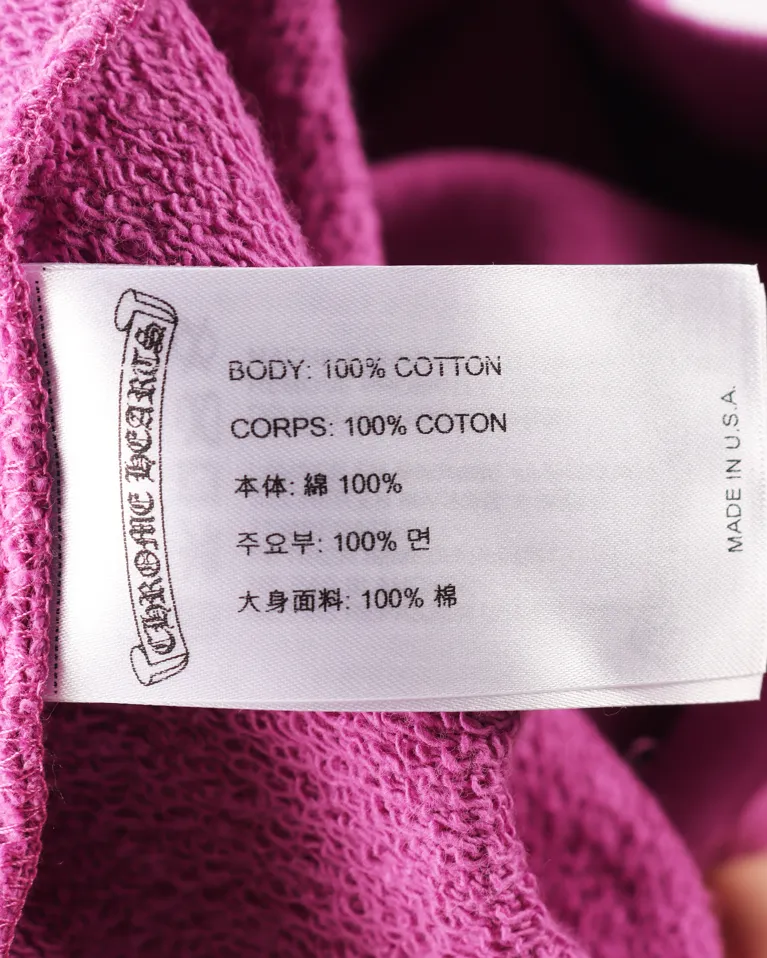 CHROME HEARTS
BODY: 100% COTTON
CORPS: 100% COTON
本体: 綿 100%
주요부: 100% 면
大身面料: 100% 棉
MADE IN U.S.A.